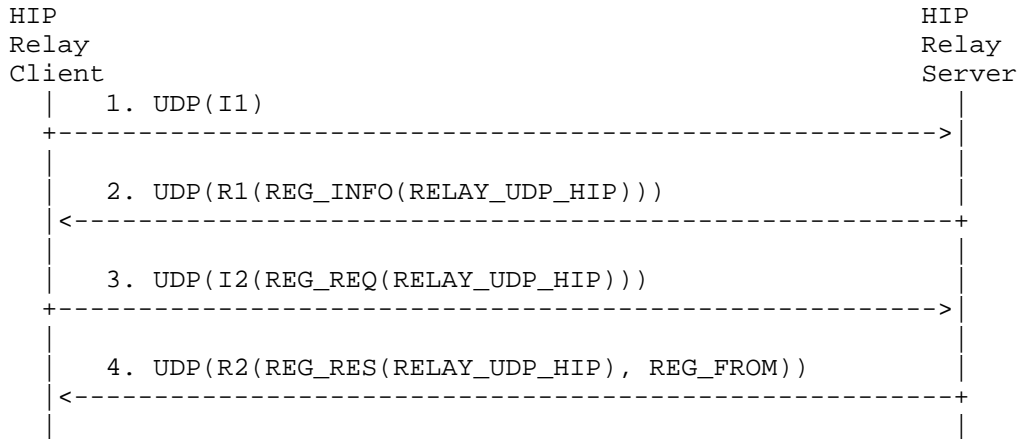 HIP HIP
Relay Relay
Client Server
1. UDP(I1)
2. UDP(R1(REG_INFO(RELAY_UDP_HIP)))
3. UDP(I2(REG_REQ(RELAY_UDP_HIP)))
4. UDP(R2(REG_RES(RELAY_UDP_HIP), REG_FROM))